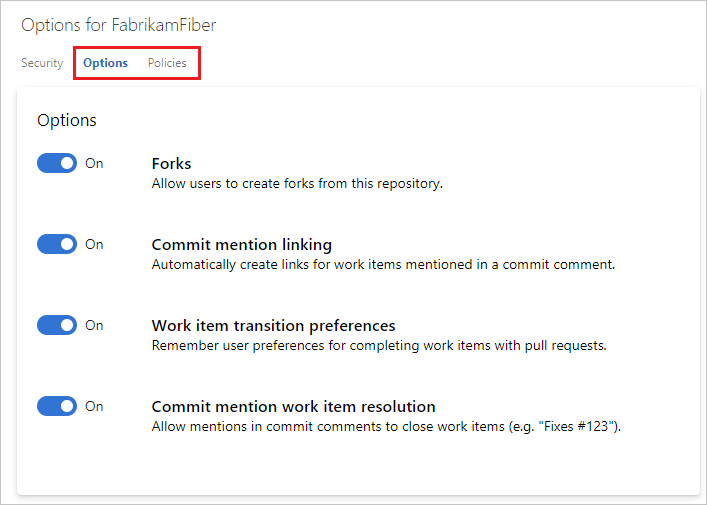 Options for FabrikamFiber
Security Options Policies
Options
On Forks
Allow users to create forks from this repository.
On Commit mention linking
Automatically create links for work items mentioned in a commit comment.
On Work item transition preferences
Remember user preferences for completing work items with pull requests.
On Commit mention work item resolution
Allow mentions in commit comments to close work items (e.g. "Fixes #123").